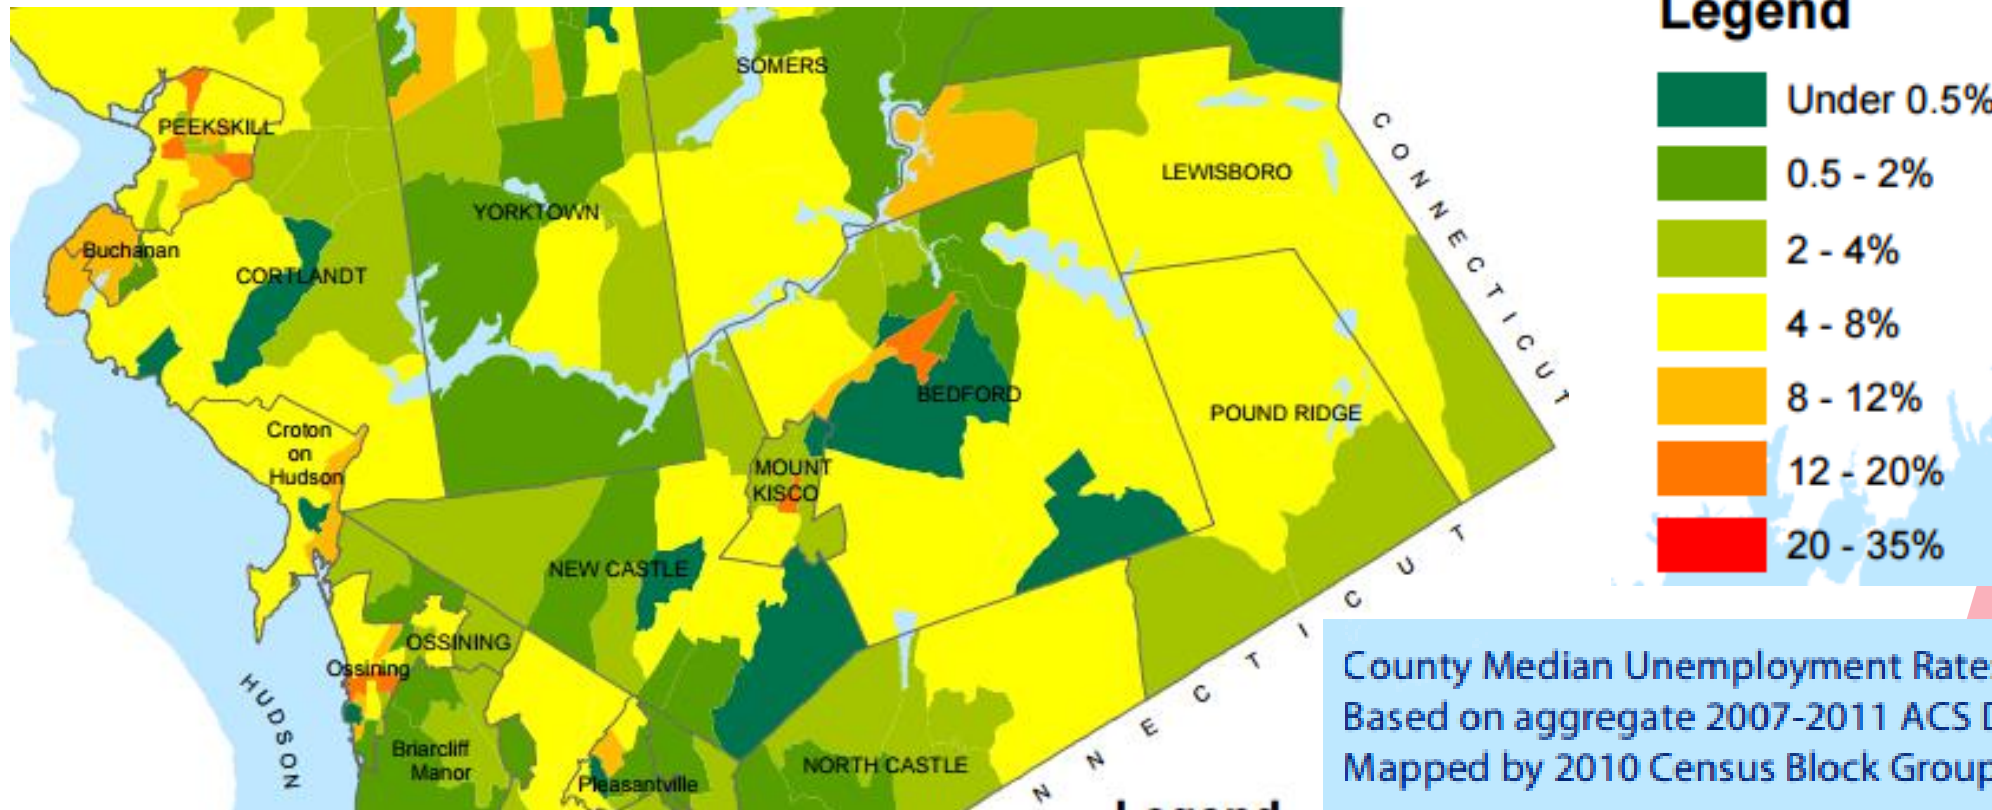 SOMERS
PEEKSKILL
LEWISBORO
YORKTOWN
Buchanan
CORTLANDT
BEDFORD
POUND RIDGE
Croton
on
Hudson
MOUNT
KISCO
NEW CASTLE
OSSINING
Ossining
HUDSON
Briarcliff
Manor
Pleasantville
NORTH CASTLE
CONNECTICUT
NNECTICUT
Legend
Legend
Under 0.5%
0.5 - 2%
2 - 4%
4 - 8%
8 - 12%
12 - 20%
20 - 35%
County Median Unemployment Rate
Based on aggregate 2007-2011 ACS D
Mapped by 2010 Census Block Group